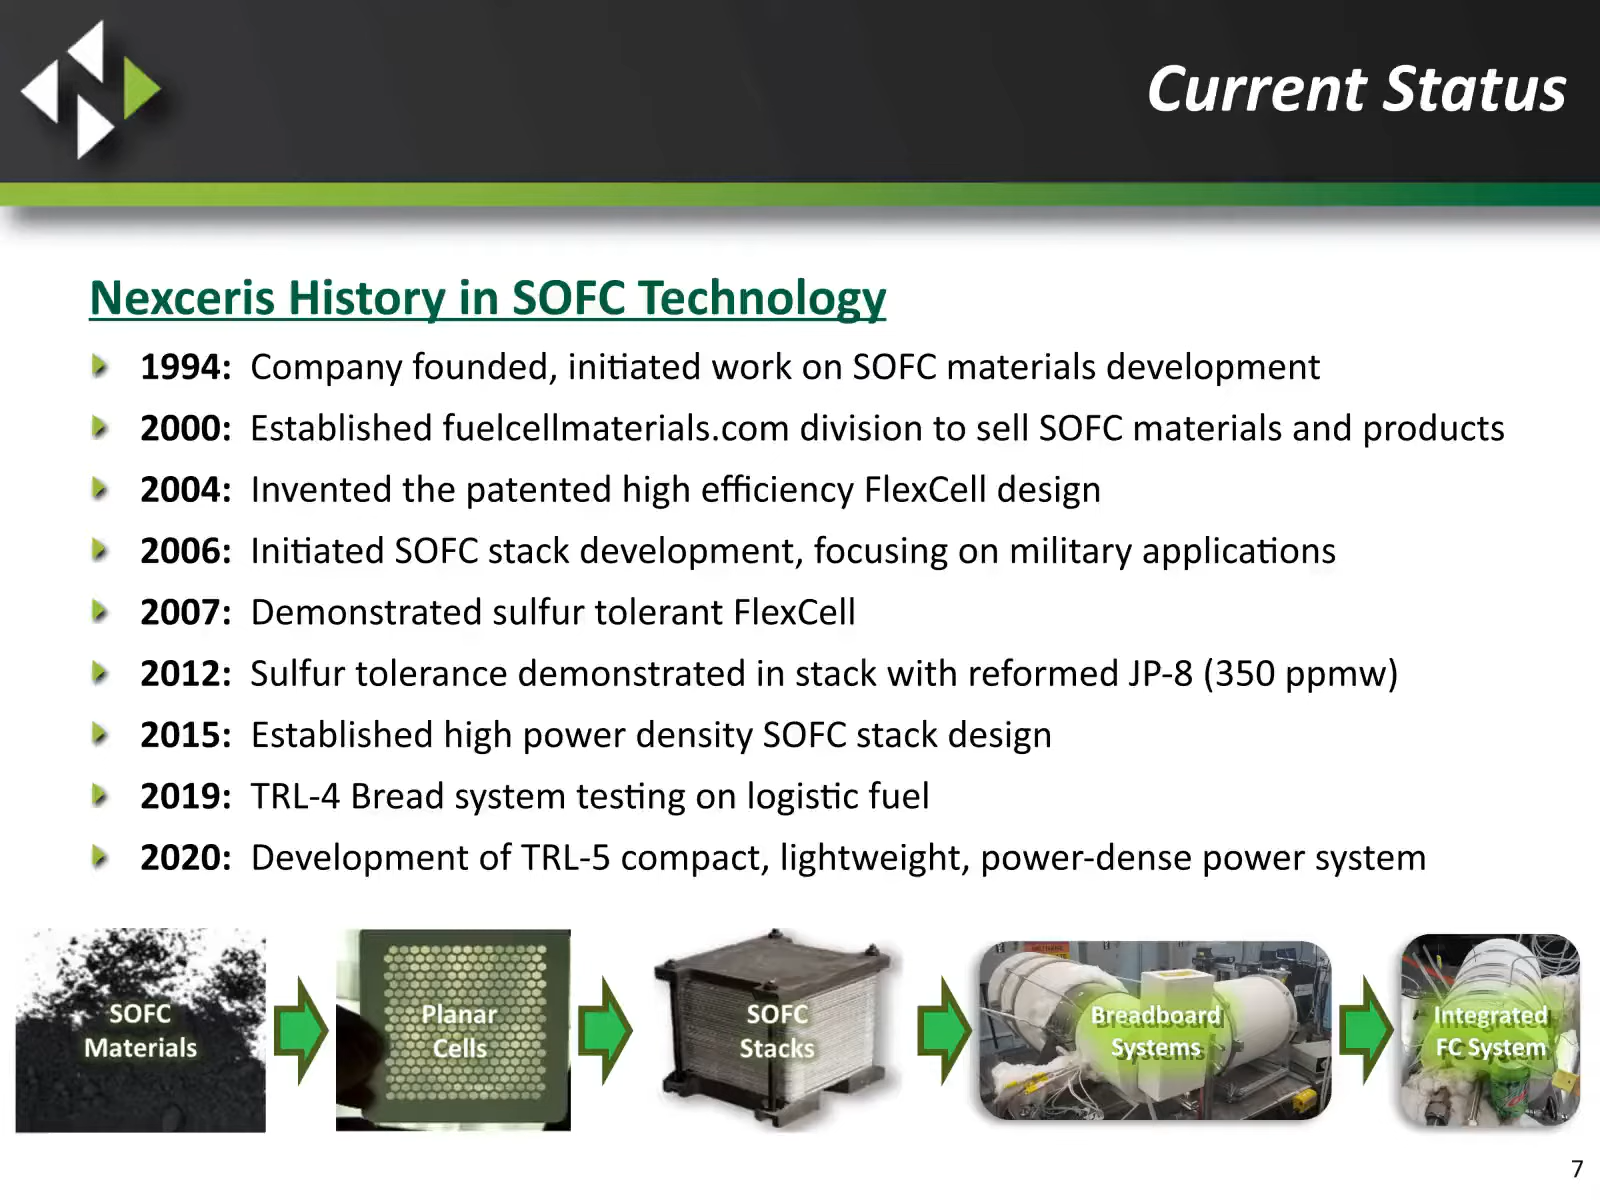 Current Status
Nexceris History in SOFC Technology
1994: Company founded, initiated work on SOFC materials development
2000: Established fuelcellmaterials.com division to sell SOFC materials and products
2004: Invented the patented high efficiency FlexCell design
2006: Initiated SOFC stack development, focusing on military applications
2007: Demonstrated sulfur tolerant FlexCell
2012: Sulfur tolerance demonstrated in stack with reformed JP-8 (350 ppmw)
2015: Established high power density SOFC stack design
2019: TRL-4 Bread system testing on logistic fuel
2020: Development of TRL-5 compact, lightweight, power-dense power system
SOFC
Materials
Planar
Cells
SOFC
Stacks
Breadboard
Systems
Integrated
FC System
7